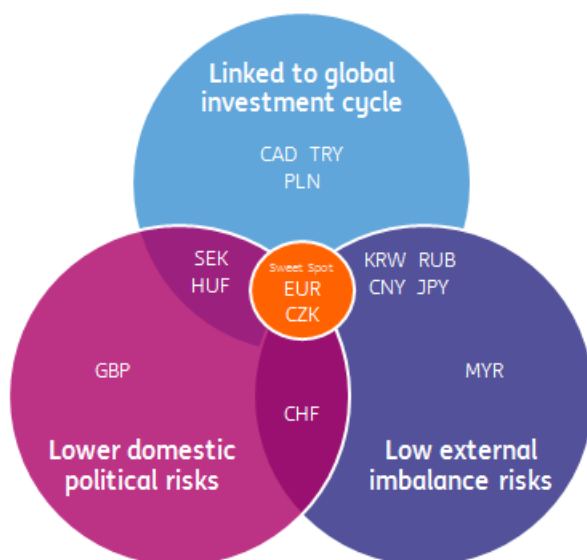 Linked to global
investment cycle
CAD TRY
PLN
SEK
HUF
Sweet Spot
EUR
CZK
KRW RUB
CNY JPY
GBP
CHF
MYR
Lower domestic
political risks
Low external
imbalance risks